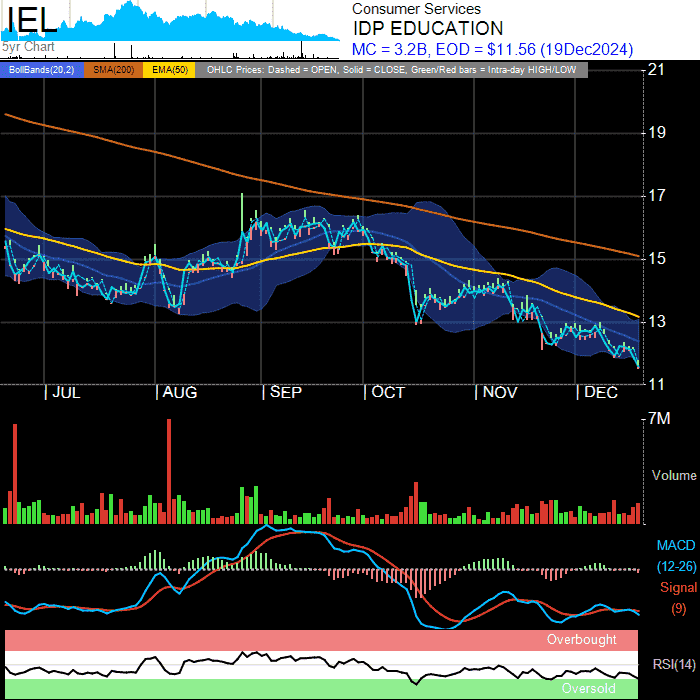 IEL
5yr Chart
Consumer Services
IDP EDUCATION
MC = 3.2B, EOD = $11.56 (19Dec2024)
BollBands(20,2) SMA(200) EMA(50) OHLC Prices: Dashed = OPEN, Solid = CLOSE, Green/Red bars = Intra-day HIGH/LOW
21
19
17
15
13
11
| JUL | AUG | SEP | OCT | NOV | DEC
7M
Volume
MACD
(12-26)
Signal
(9)
Overbought
RSI(14)
Oversold